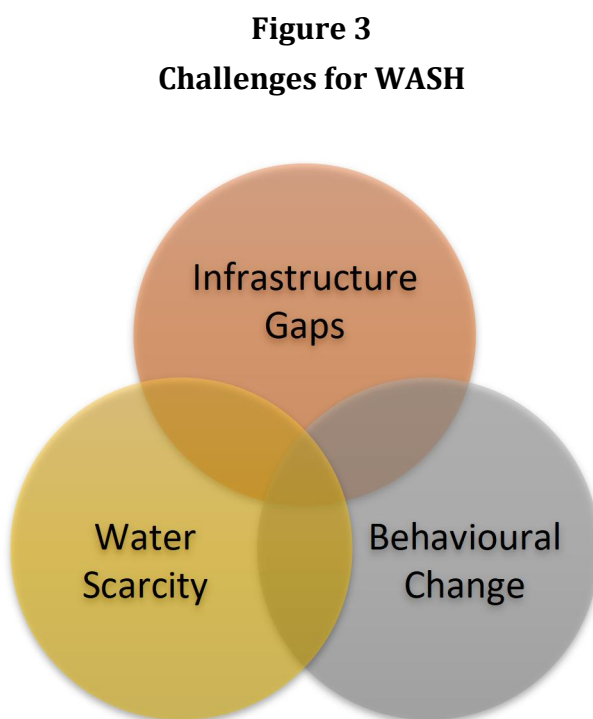 Figure 3
Challenges for WASH
Infrastructure
Gaps
Water
Scarcity
Behavioural
Change